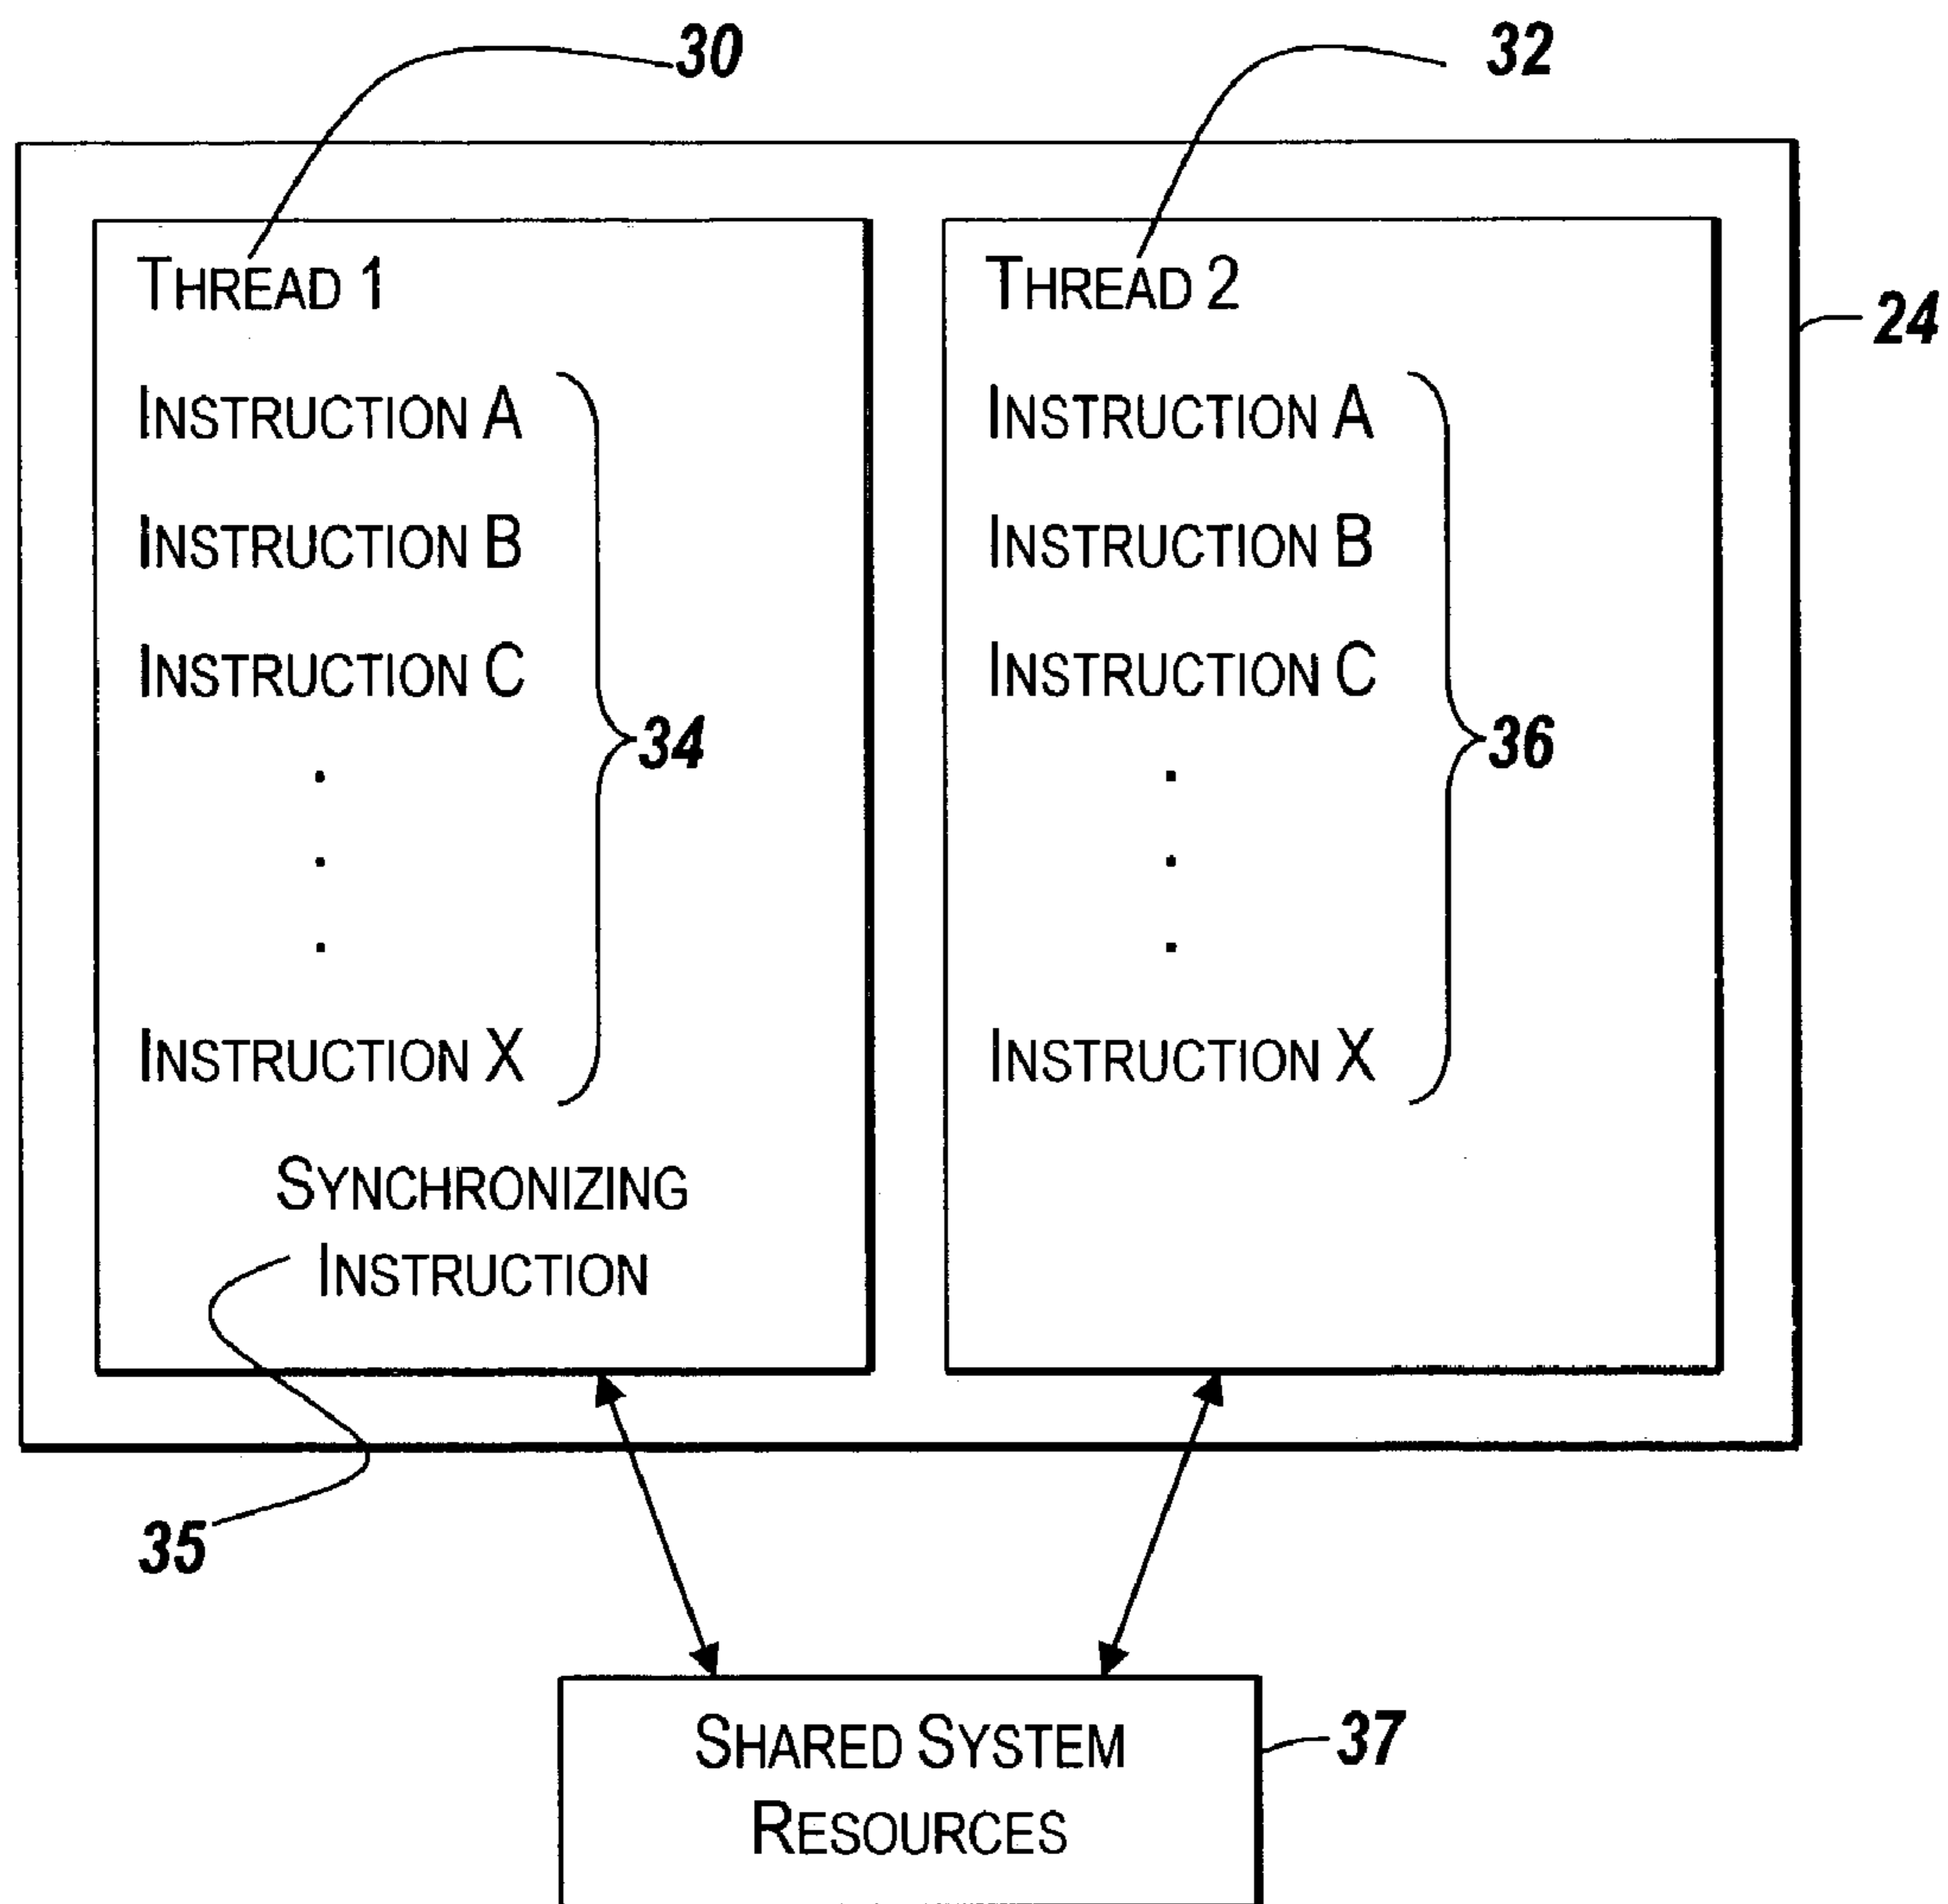 30
32
THREAD 1
INSTRUCTION A
INSTRUCTION B
INSTRUCTION C
34
INSTRUCTION X
SYNCHRONIZING
INSTRUCTION
35
THREAD 2
INSTRUCTION A
INSTRUCTION B
INSTRUCTION C
36
INSTRUCTION X
24
SHARED SYSTEM
RESOURCES
37